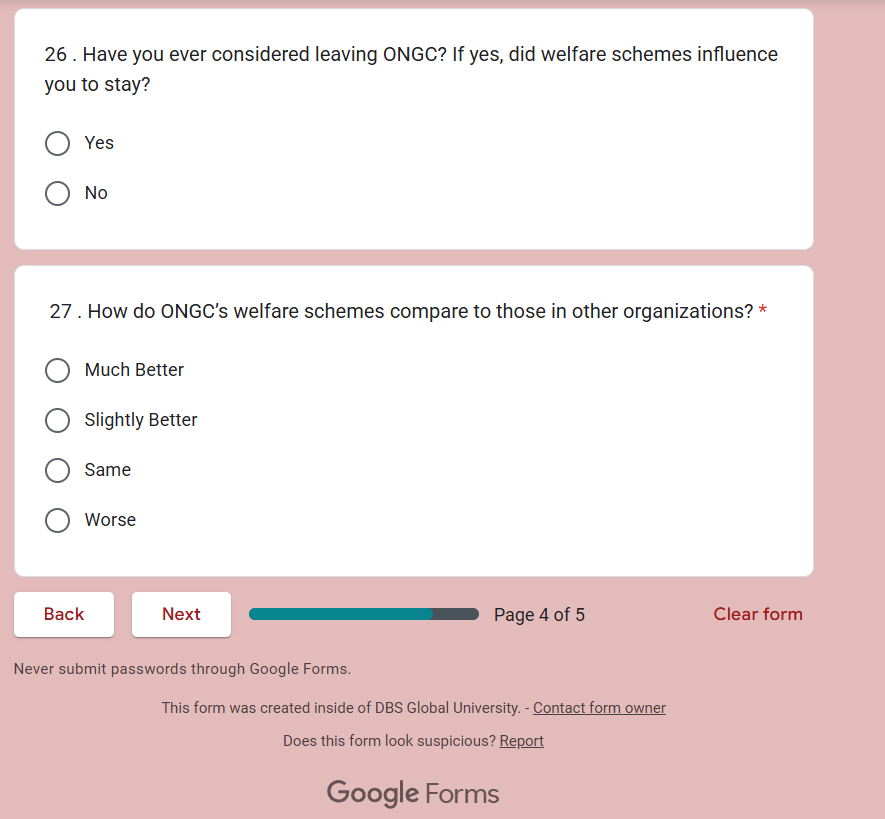 26 . Have you ever considered leaving ONGC? If yes, did welfare schemes influence
you to stay?
Yes
No
27 . How do ONGC’s welfare schemes compare to those in other organizations? *
Much Better
Slightly Better
Same
Worse
Back Next Page 4 of 5 Clear form
Never submit passwords through Google Forms.
This form was created inside of DBS Global University. - Contact form owner
Does this form look suspicious? Report
Google Forms